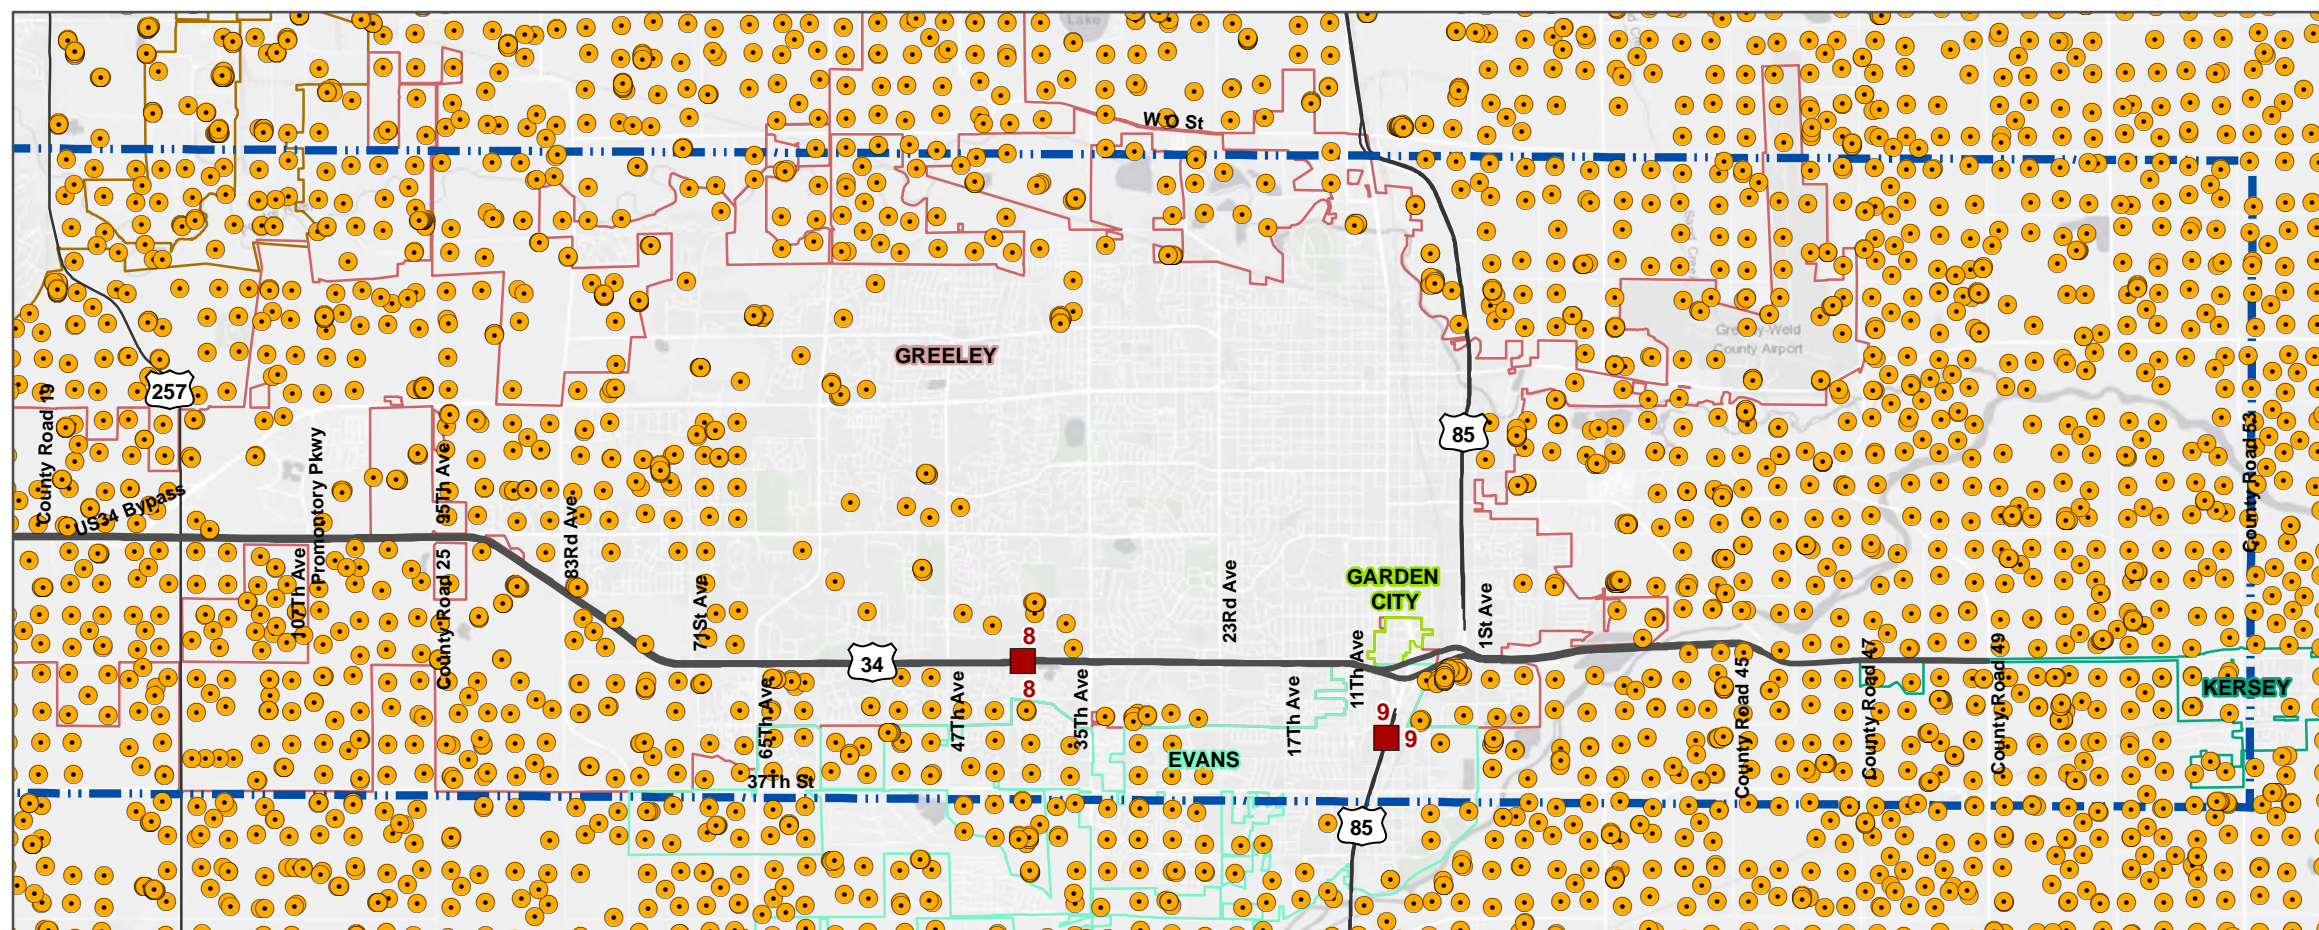 Lake
W O St
GREELEY
Greeley-Weld
County Airport
257
85
County Road 19
US34 Bypass
Promontory Pkwy
107Th Ave
95Th Ave
County Road 25
83Rd Ave
71St Ave
65Th Ave
34
8
8
47Th Ave
35Th Ave
23Rd Ave
17Th Ave
11Th Ave
GARDEN
CITY
1St Ave
9
9
EVANS
37Th St
85
County Road 45
County Road 47
County Road 49
County Road 53
KERSEY